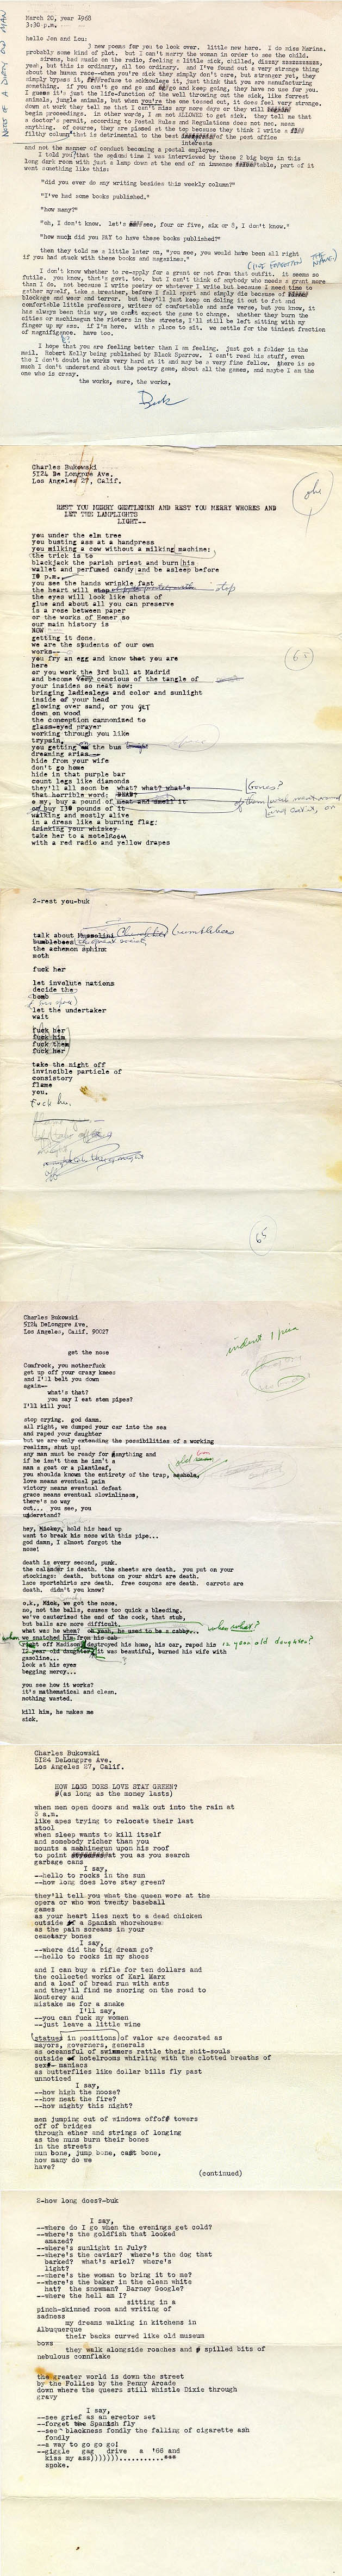 NOTES OF A DIRTY OLD MAN
March 20, year 1968
3:30 p.m.
hello Jon and Lou:
3 new poems for you to look over. little new here. I do miss Marina.
probably some kind of plot. but I can't marry the woman in order to see the child.
stress, bad music on the radio, feeling a little sick, chilled, dizzy
yeah, but this is ordinary, all too ordinary. and I've found out a very strange thing
about the human race--when you're sick they simply don't care, but stranger yet, they
simply bypass it, refuse to acknowledge it, just think that you are manufacturing
something. if you can't go and and keep going, they have no use for you.
I guess it's just the life-function of the well throwing out the sick, like forrest
animals, jungle animals, but when you're the one tossed out, it does feel very strange.
down at work they tell me that I can't miss any more days or they will
begin proceedings. in other words, I am not ALLOWED to get sick. they tell me that
a doctor's permit, according to Postal Rules and Regulations does not nec. mean
anything. of course, they are pissed at the top because they think I write a
filthy column that is detrimental to the best interests of the post office
and not the manner of conduct becoming a postal employee.
I told you that the second time I was interviewed by these 2 big boys in this
long dark room with just a lamp down at the end of an immense table, part of it
went something like this:
"did you ever do any writing besides this weekly column?"
"I've had some books published."
"how many?"
"oh, I don't know. let's see, four or five, six or 8, I don't know."
"how much did you PAY to have these books published?"
then they told me a little later on, "you see, you would have been all right,
if you had stuck with these books and magazines."
(I'VE FORGOTTEN THE NAME)
I don't know whether to re-apply for a grant or not from that outfit. it seems so
futile. you know, that's govt. too. but I can't think of anybody who needs a grant more
than I do. not because I write poetry or whatever I write but because I need time to
gather myself, take a breather, before I fall apart and simply die because of
blackage and wear and terror. but they'll just keep on doling it out to fat and
comfortable little professors, writers of comfortable and safe verse, but you know, it
doesn't matter, we can't expect the game to change. whether they burn the
cities or machinegun the rioters in the streets, I'll still be left sitting with my
finger up my ass. if I'm here. with a place to sit. we settle for the tiniest fraction
of magnificence. have to.
I hope that you are feeling better than I am feeling. just got a folder in the
mail. Robert Kelly being published by Black Sparrow. I can't read his stuff, even
tho I don't doubt he works very hard at it and may be a very fine fellow. there is so
much I don't understand about the poetry game, about all the games, and maybe I am the
one who is crazy.
the works, sure, the works,
Buk
Charles Bukowski
5124 De Longpre Ave.
Los Angeles 27, Calif.
REST YOU MERRY GENTLEMEN AND REST YOU MERRY WHORES AND
LET THE LAMPLIGHTS
LIGHT--
you under the elm tree
you busting ass at a handpress
you milking a cow without a milking machine:
the trick is to
blackjack the parish priest and burn his
wallet and perfumed candy and be asleep before
10 p.m.
you see the hands wrinkle fast
the heart will stop
the eyes will look like shots of
glue and about all you can preserve
is a rose between paper
or the works of Homer so
our main history is
NOW
getting it done.
we are the students of our own
works--
you fry an egg and know that you are
here
or you work the 3rd bull at Madrid
and become very concious of the tangle of
your insides so neat now;
bringing ladieslegs and color and sunlight
inside of your head
glowing over sand, or you get
down on wood
the conception cannonized to
glass-eyed prayer
working through you like
trypsin,
you getting on the bus
dreaming arias--
hide from your wife
don't go home
hide in that purple bar
count legs like diamonds
they'll all soon be what? what? what's
that horrible word: DEAD?
o my, buy a pound of meat and smell it
or buy 130 pounds of it
walking and mostly alive
in a dress like a burning flag;
drinking your whiskey
take her to a motelroom
with a red radio and yellow drapes
(65)
2-rest you-buk
talk about Mussolini bumblebees
bumblebees
the achemon sphinx
moth
fuck her
let involute nations
decide the
bomb
let the undertaker
wait
fuck her
fuck him
fuck them
fuck her
take the night off
invincible particle of
consistory
flame
you.
fuck her.
65
Charles Bukowski
5124 DeLongpre Ave.
Los Angeles, Calif. 90027
indent 1 pica
get the nose
Comfrook, you motherfuck
get up off your crazy knees
and I'll belt you down
again--
what's that?
you say I eat stem pipes?
I'll kill you!
stop crying. god damn.
all right, we dumped your car into the sea
and raped your daughter
but we are only extending the possibilities of a working
realism, shut up!
any man must be ready for anything and
if he isn't then he isn't a
man a goat or a plantleaf,
you shoulda known the entirety of the trap, asshole,
love means eventual pain
victory means eventual defeat
grace means eventual slovinliness,
there's no way
out... you see, you
understand?
hey, Mickey, hold his head up
want to break his nose with this pipe...
god damn, I almost forgot the
nose!
death is every second, punk.
the calendar is death. the sheets are death. you put on your
stockings: death. buttons on your shirt are death.
lace sportshirts are death. free coupons are death. carrots are
death. didn't you know?
o.k., Mick, we got the nose.
no, not the balls, causes too quick a bleeding.
we've cauterized the end of the cock, that stub,
but balls are more difficult.
what was he when? oh yeah, he used to be a cabby...
we snatched him from his cab
off Madison, destroyed his home, his car, raped his
12 year old daughter, it was beautiful, burned his wife with
gasoline...
look at his eyes
begging mercy...
when what?
12 year old daughter?
you see how it works?
it's mathematical and clean.
nothing wasted.
kill him, he makes me
sick.
Charles Bukowski
5124 DeLongpre Ave.
Los Angeles 27, Calif.
HOW LONG DOES LOVE STAY GREEN?
(as long as the money lasts)
when men open doors and walk out into the rain at
3 a.m.
like apes trying to relocate their last
stool
when sleep wants to kill itself
and somebody richer than you
mounts a machinegun upon his roof
to point at you as you search
garbage cans
I say,
--hello to rocks in the sun
--how long does love stay green?
they'll tell you what the queen wore at the
opera or who won twenty baseball
games
as your heart lies next to a dead chicken
outside a Spanish whorehouse
as the pain screams in your
cemetary bones
I say,
--where did the big dream go?
--hello to rocks in my shoes
and I can buy a rifle for ten dollars and
the collected works of Karl Marx
and a loaf of bread run with ants
and they'll find me snoring on the road to
Monterey and
mistake me for a snake
I'll say,
--you can fuck my women
--just leave a little wine
statues in positions of valor are decorated as
mayors, governors, generals
as oceansful of swimmers rattle their shit-souls
outside of hotelrooms whirling with the clotted breaths of
sex maniacs
as butterflies like dollar bills fly past
unnoticed
I say,
--how high the noose?
--how neat the fire?
--how mighty this night?
men jumping out of windows off of towers
off of bridges
through ether and strings of longing
as the nuns burn their bones
in the streets
nun bone, jump bone, cast bone,
how many do we
have?
(continued)
2-how long does?-buk
I say,
--where do I go when the evenings get cold?
--where's the goldfish that looked
amazed?
--where's sunlight in July?
--where's the caviar? where's the dog that
barked? what's ariel? where's
light?
--where's the woman to bring it to me?
--where's the baker in the clean white
hat? the snowman? Barney Google?
--where the hell am I?
sitting in a
pinch-skinned room and writing of
sadness
my dreams walking in kitchens in
Albuquerque
their backs curved like old museum
bows
they walk alongside roaches and spilled bits of
nebulous cornflake
the greater world is down the street
by the Follies by the Penny Arcade
down where the queers still whistle Dixie through
gravy
I say,
--see grief as an erector set
--forget the Spanish fly
--see blackness fondly the falling of cigarette ash
fondly
--a way to go go go!
--giggle gag drive a '66 and
kiss my ass)))))))...........***
spoke.